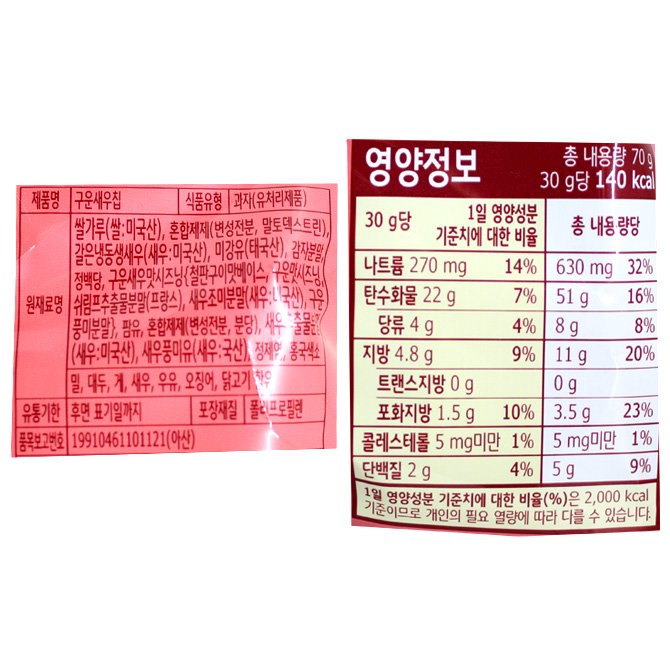 제품명 구운새우칩 식품유형 과자(유처리제품)
원재료명
쌀가루(쌀:미국산), 혼합제제(변성전분, 말토덱스트린),
갈은냉동생새우(새우:미국산), 미강유(태국산), 감자분말,
정백당, 구운새우맛시즈닝(철판구이맛베이스, 구운맛시즈닝,
쉬림프추출물분말(프랑스), 새우조미분말(새우:미국산), 구운
풍미분말), 팜유, 혼합제제(변성전분, 분당),
(새우:미국산), 새우풍미유(새우: 정제염, 홍국색소
밀, 대두, 게, 새우, 우유, 오징어, 닭고기 함유
유통기한 후면 표기일까지 포장재질 폴리프로필렌
품목보고번호 19910461101121(아산)
영양정보 총 내용량 70 g
30 g당 140 kcal
30 g당 1일 영양성분 기준치에 대한 비율 총 내용량당
나트륨 270 mg 14% 630 mg 32%
탄수화물 22 g 7% 51 g 16%
당류 4 g 4% 8 g 8%
지방 4.8 g 9% 11 g 20%
트랜스지방 0 g 0 g
포화지방 1.5 g 10% 3.5 g 23%
콜레스테롤 5 mg미만 1% 5 mg미만 1%
단백질 2 g 4% 5 g 9%
1일 영양성분 기준치에 대한 비율(%)은 2,000 kcal
기준이므로 개인의 필요 열량에 따라 다를 수 있습니다.